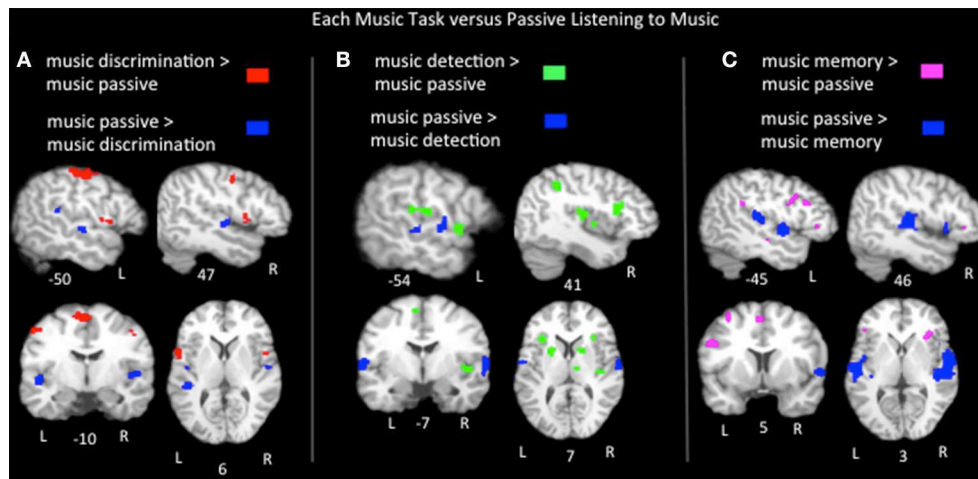 Each Music Task versus Passive Listening to Music
A
music discrimination >
music passive
music passive >
music discrimination
-50
L
47
R
L
-10
R
L
6
R
B
music detection >
music passive
music passive >
music detection
-54
L
41
R
L
-7
R
L
7
R
C
music memory >
music passive
music passive >
music memory
-45
L
46
R
L
5
R
L
3
R